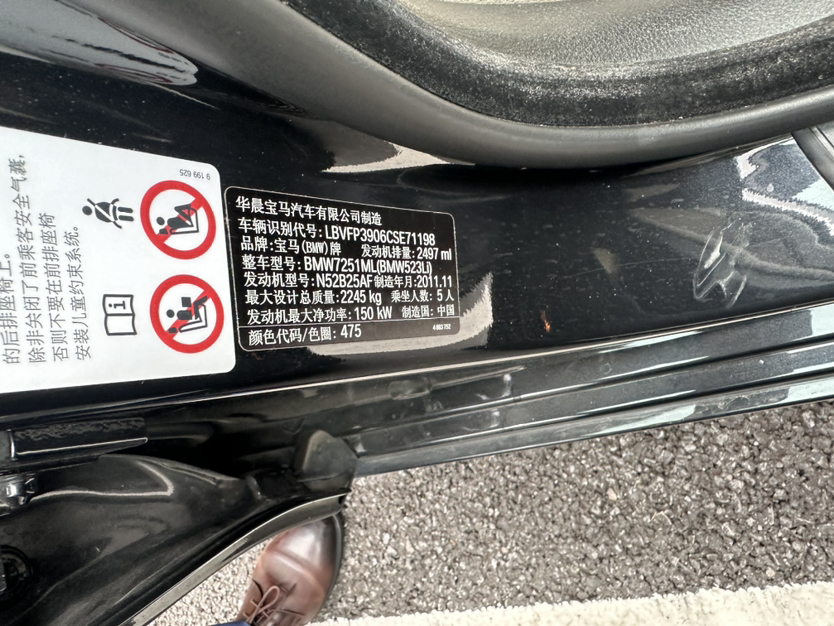 华晨宝马汽车有限公司制造
车辆识别代号: LBVFP3906CSE71198
品牌: 宝马(BMW)牌 发动机排量: 2497 ml
整车型号: BMW7251ML(BMW523Li)
发动机型号: N52B25AF 制造年月: 2011.11
最大设计总质量: 2245 kg 乘坐人数: 5 人
发动机最大净功率: 150 kW 制造国: 中国
颜色代码/色圈: 475
9 199 625
的后排座椅上。
除非关闭了前乘客安全气囊,
否则不要在前排座椅
安装儿童约束系统。